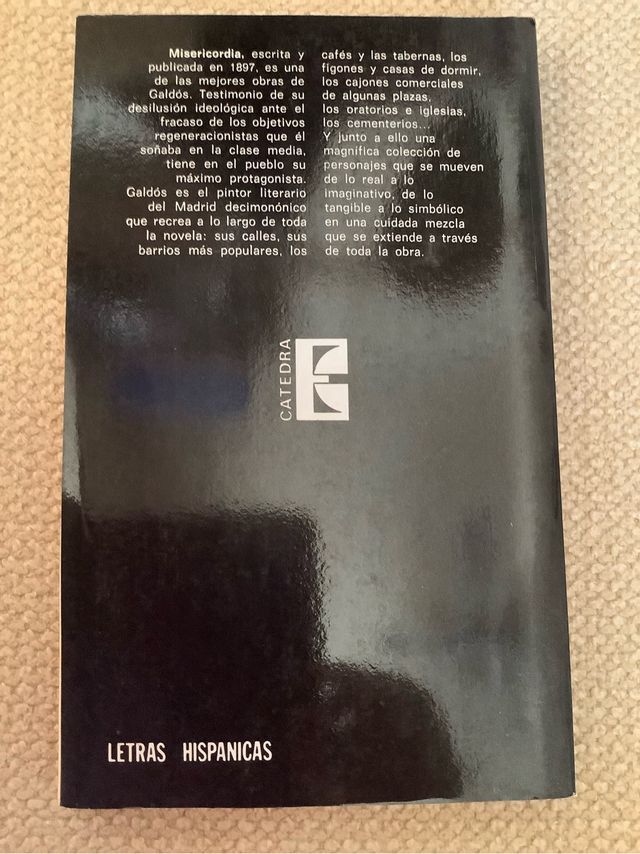 Misericordia, escrita y
publicada en 1897, es una
de las mejores obras de
Galdós. Testimonio de su
desilusión ideológica ante el
fracaso de los objetivos
regeneracionistas que él
soñaba en la clase media,
tiene en el pueblo su
máximo protagonista.
Galdós es el pintor literario
del Madrid decimonónico
que recrea a lo largo de toda
la novela: sus calles, sus
barrios más populares, los
cafés y las tabernas, los
figones y casas de dormir,
los cajones comerciales
de algunas plazas,
los oratorios e iglesias,
los cementerios...
Y junto a ello una
magnífica colección de
personajes que se mueven
de lo real a lo
imaginativo, de lo
tangible a lo simbólico
en una cuidada mezcla
que se extiende a través
de toda la obra.
CATEDRA
LETRAS HISPANICAS